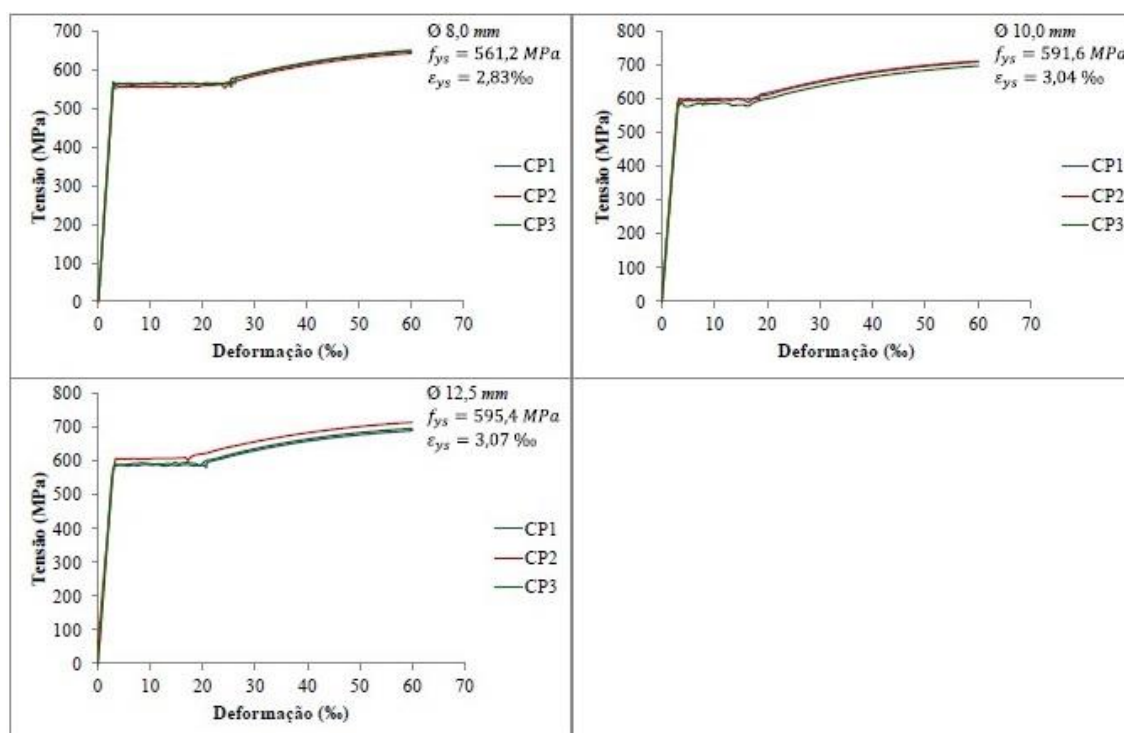 Ø 8,0 mm
f_ys = 561,2 MPa
ε_ys = 2,83‰
Tensão (MPa)
700
600
500
400
300
200
100
0
CP1
CP2
CP3
0 10 20 30 40 50 60 70
Deformação (‰)
Ø 10,0 mm
f_ys = 591,6 MPa
ε_ys = 3,04 ‰
Tensão (MPa)
800
700
600
500
400
300
200
100
0
CP1
CP2
CP3
0 10 20 30 40 50 60 70
Deformação (‰)
Ø 12,5 mm
f_ys = 595,4 MPa
ε_ys = 3,07 ‰
Tensão (MPa)
800
700
600
500
400
300
200
100
0
CP1
CP2
CP3
0 10 20 30 40 50 60 70
Deformação (‰)